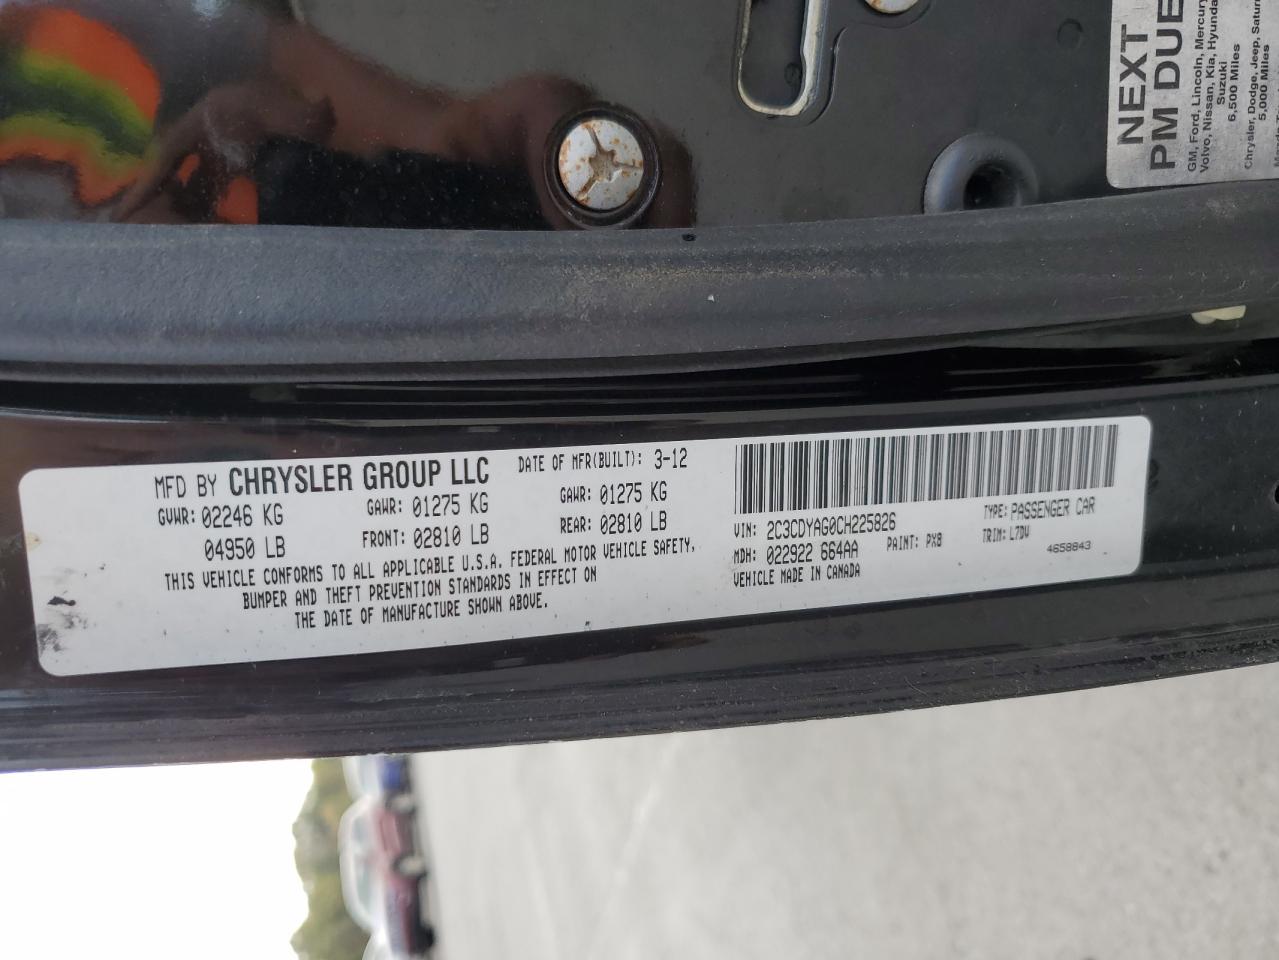 NEXT
PM DUE
GM, Ford, Lincoln, Mercury
Volvo, Nissan, Kia, Hyunda
Suzuki
6,500 Miles
Chrysler, Dodge, Jeep, Satur
5,000 Miles
MFD BY CHRYSLER GROUP LLC
DATE OF MFR(BUILT): 3-12
GVWR: 02246 KG
GAWR: 01275 KG
GAWR: 01275 KG
04950 LB
FRONT: 02810 LB
REAR: 02810 LB
THIS VEHICLE CONFORMS TO ALL APPLICABLE U.S.A. FEDERAL MOTOR VEHICLE SAFETY,
BUMPER AND THEFT PREVENTION STANDARDS IN EFFECT ON
THE DATE OF MANUFACTURE SHOWN ABOVE.
VIN: 2C3CDYAG0CH225826
TYPE: PASSENGER CAR
MDH: 022922 664AA
PAINT: PX8
TRIM: L7DV
VEHICLE MADE IN CANADA
4658843